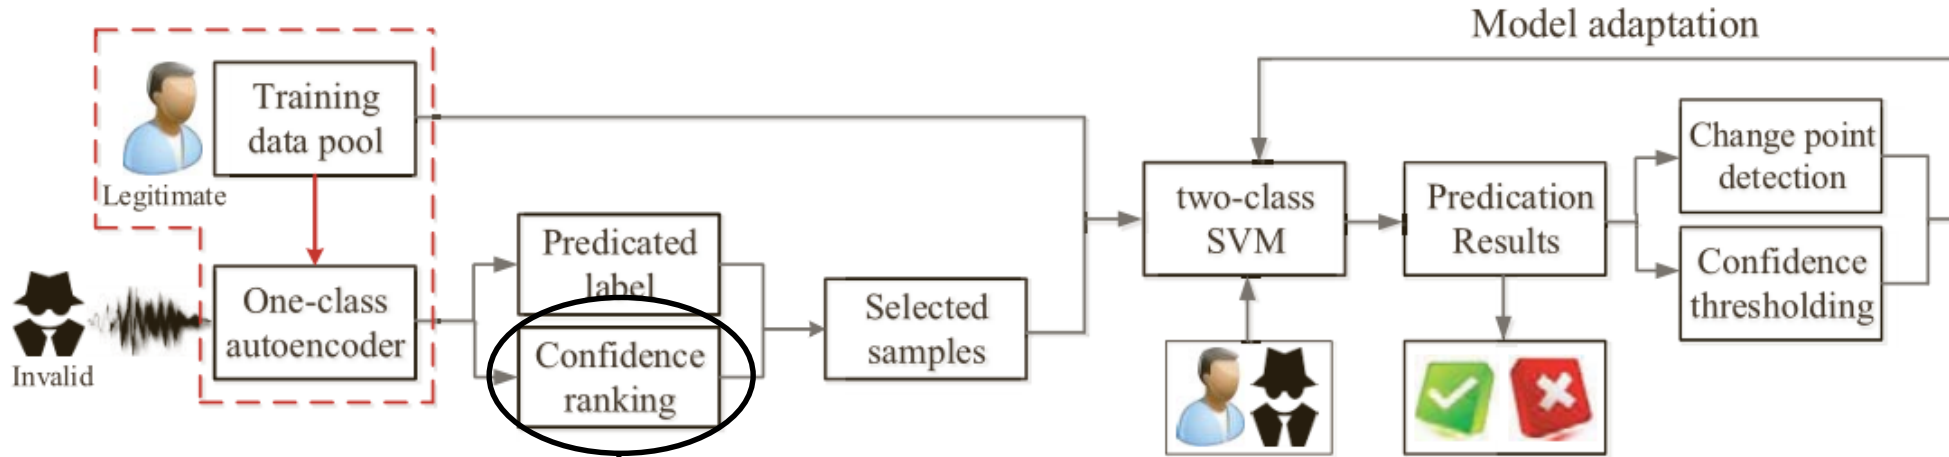 Model adaptation
Training
data pool
Legitimate
One-class
autoencoder
Invalid
Predicated
label
Confidence
ranking
Selected
samples
two-class
SVM
Predication
Results
Change point
detection
Confidence
thresholding